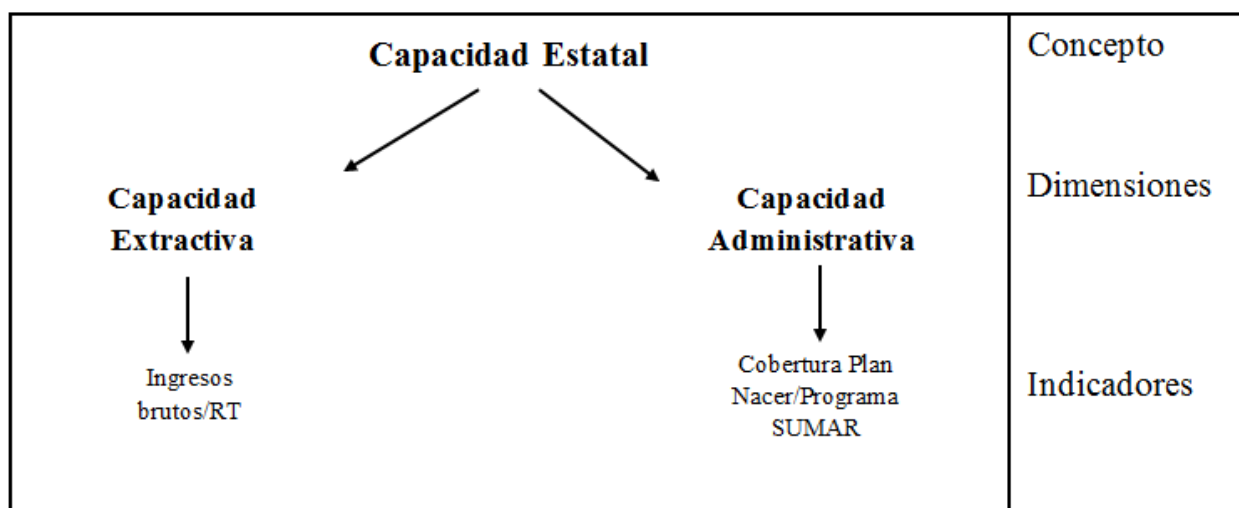 Capacidad Estatal
Concepto
Capacidad
Extractiva
Capacidad
Administrativa
Dimensiones
Ingresos
brutos/RT
Cobertura Plan
Nacer/Programa
SUMAR
Indicadores